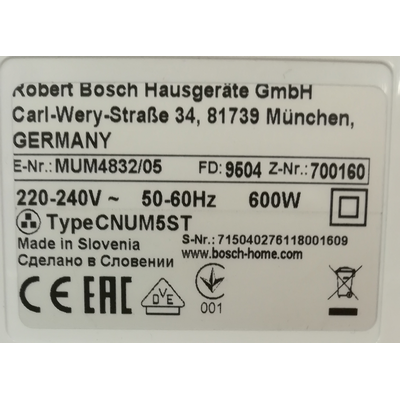 Robert Bosch Hausgeräte GmbH
Carl-Wery-Straße 34, 81739 München,
GERMANY
E-Nr.: MUM4832/05 FD: 9504 Z-Nr.: 700160
220-240V ~ 50-60Hz 600W
TypeCNUM5ST
Made in Slovenia S-Nr.: 715040276118001609
Сделано в Словении www.bosch-home.com
CE EAC DVE 001